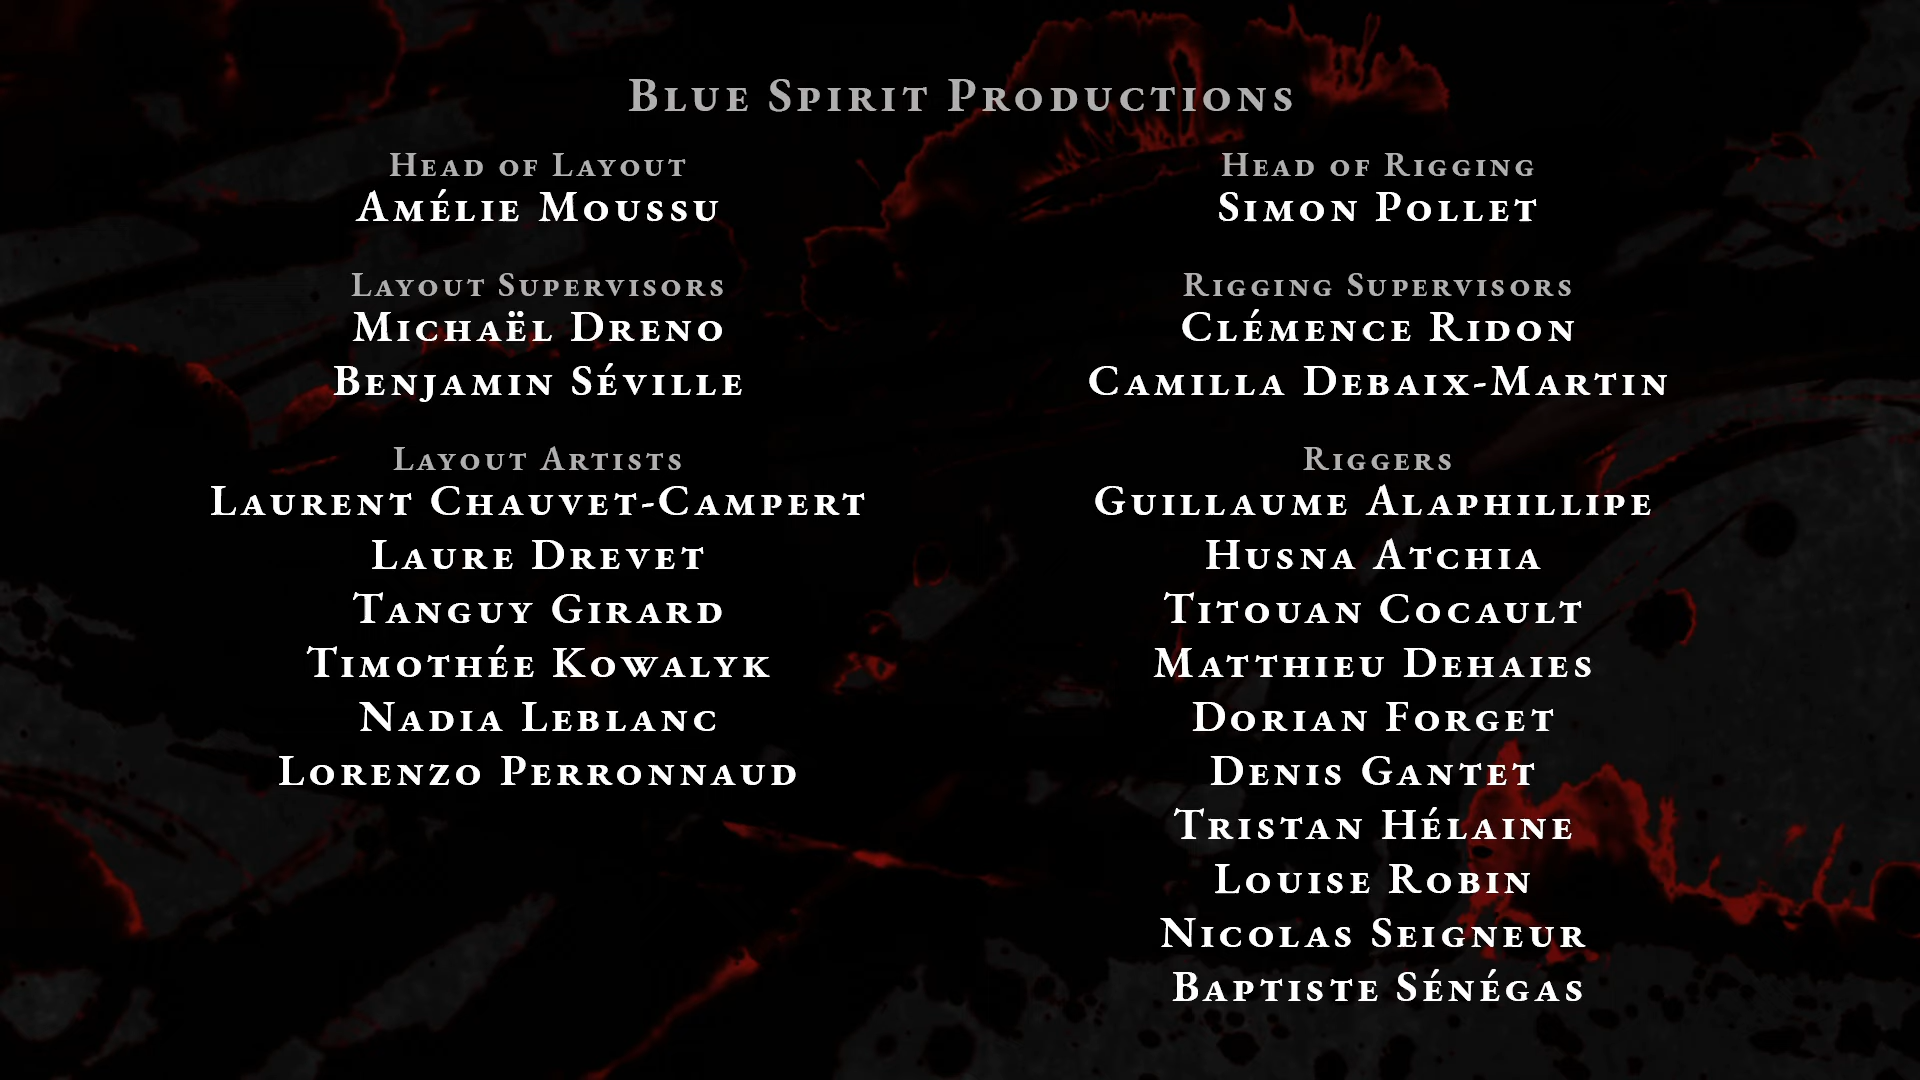 Blue Spirit Productions
Head of Layout
Amélie Moussu
Layout Supervisors
Michaël Dreno
Benjamin Séville
Layout Artists
Laurent Chauvet-Campert
Laure Drevet
Tanguy Girard
Timothée Kowalyk
Nadia Leblanc
Lorenzo Perronnaud
Head of Rigging
Simon Pollet
Rigging Supervisors
Clémence Ridon
Camilla Debaix-Martin
Riggers
Guillaume Alaphillipe
Husna Atchia
Titouan Cocault
Matthieu Dehaies
Dorian Forget
Denis Gantet
Tristan Hélaine
Louise Robin
Nicolas Seigneur
Baptiste Sénégas